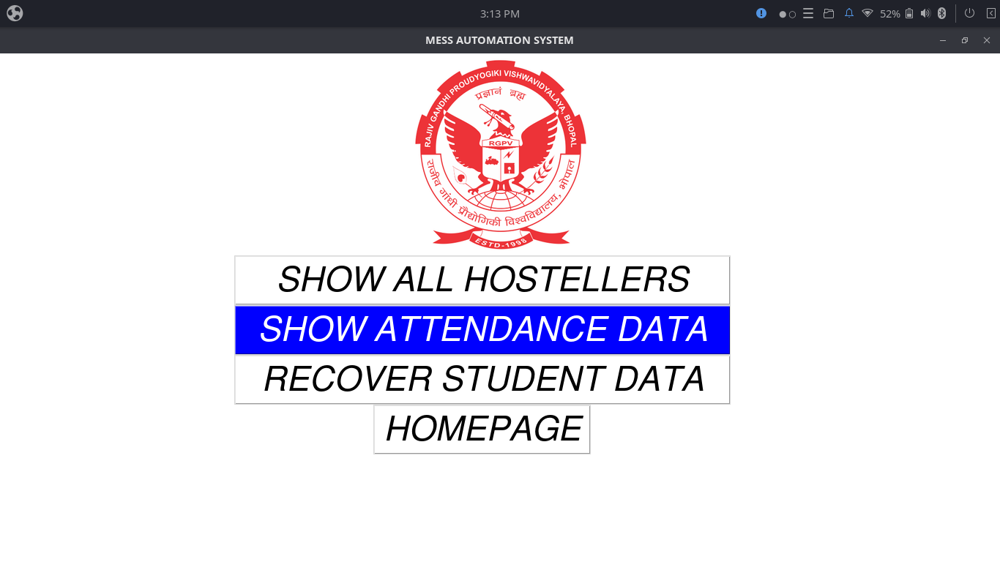 3:13 PM
52%
MESS AUTOMATION SYSTEM
RAJIV GANDHI PROUDYOGIKI VISHWAVIDYALAYA, BHOPAL
प्रज्ञानं ब्रह्म
RGPV
राजीव गांधी प्रौद्योगिकी विश्वविद्यालय, भोपाल
ESTD-1998
SHOW ALL HOSTELLERS
SHOW ATTENDANCE DATA
RECOVER STUDENT DATA
HOMEPAGE